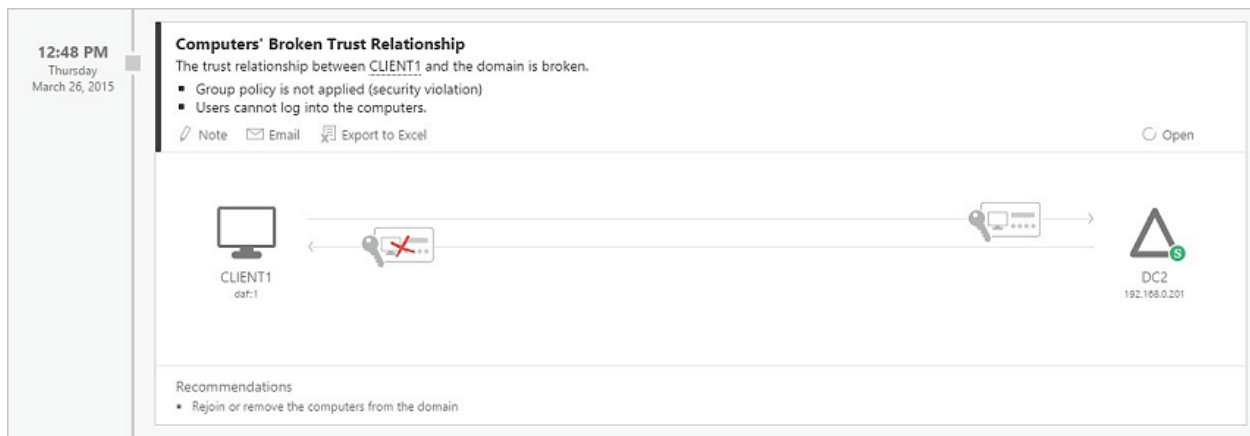 12:48 PM
Thursday
March 26, 2015
Computers' Broken Trust Relationship
The trust relationship between CLIENT1 and the domain is broken.
Group policy is not applied (security violation)
Users cannot log into the computers.
Note Email Export to Excel Open
CLIENT1
daf::1
S
DC2
192.168.0.201
Recommendations
Rejoin or remove the computers from the domain